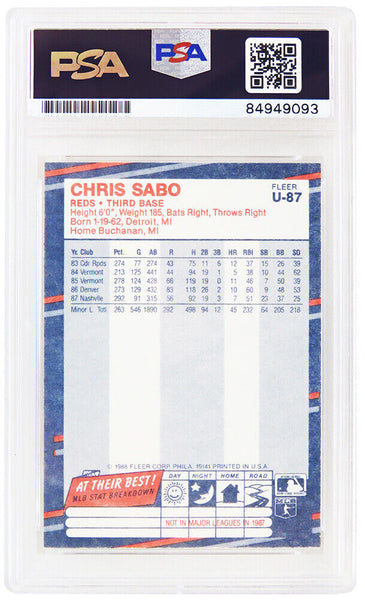 PSA
PSA
84949093
CHRIS SABO
REDS • THIRD BASE
Height 6'0", Weight 185, Bats Right, Throws Right
Born 1-19-62, Detroit, MI
Home Buchanan, MI
FLEER
U-87
Yr. Club Pct. G AB R H 2B 3B HR RBI SB BB SO
83 Cdr Rpds 274 77 274 43 75 11 6 12 37 15 26 39
84 Vermont 213 125 441 44 94 19 1 5 38 10 44 62
85 Vermont 278 124 428 66 119 19 0 11 46 7 50 39
86 Denver 273 129 432 83 118 26 2 10 60 9 48 53
87 Nashvlle 292 91 315 56 92 19 3 7 51 23 37 25
Minor L. Totl. 263 546 1890 292 498 94 12 45 232 64 205 218
© 1988 FLEER CORP. PHILA. 19141 PRINTED IN U.S.A.
AT THEIR BEST!
MLB STAT BREAKDOWN
DAY NIGHT HOME ROAD
MLB
NOT IN MAJOR LEAGUES IN 1987